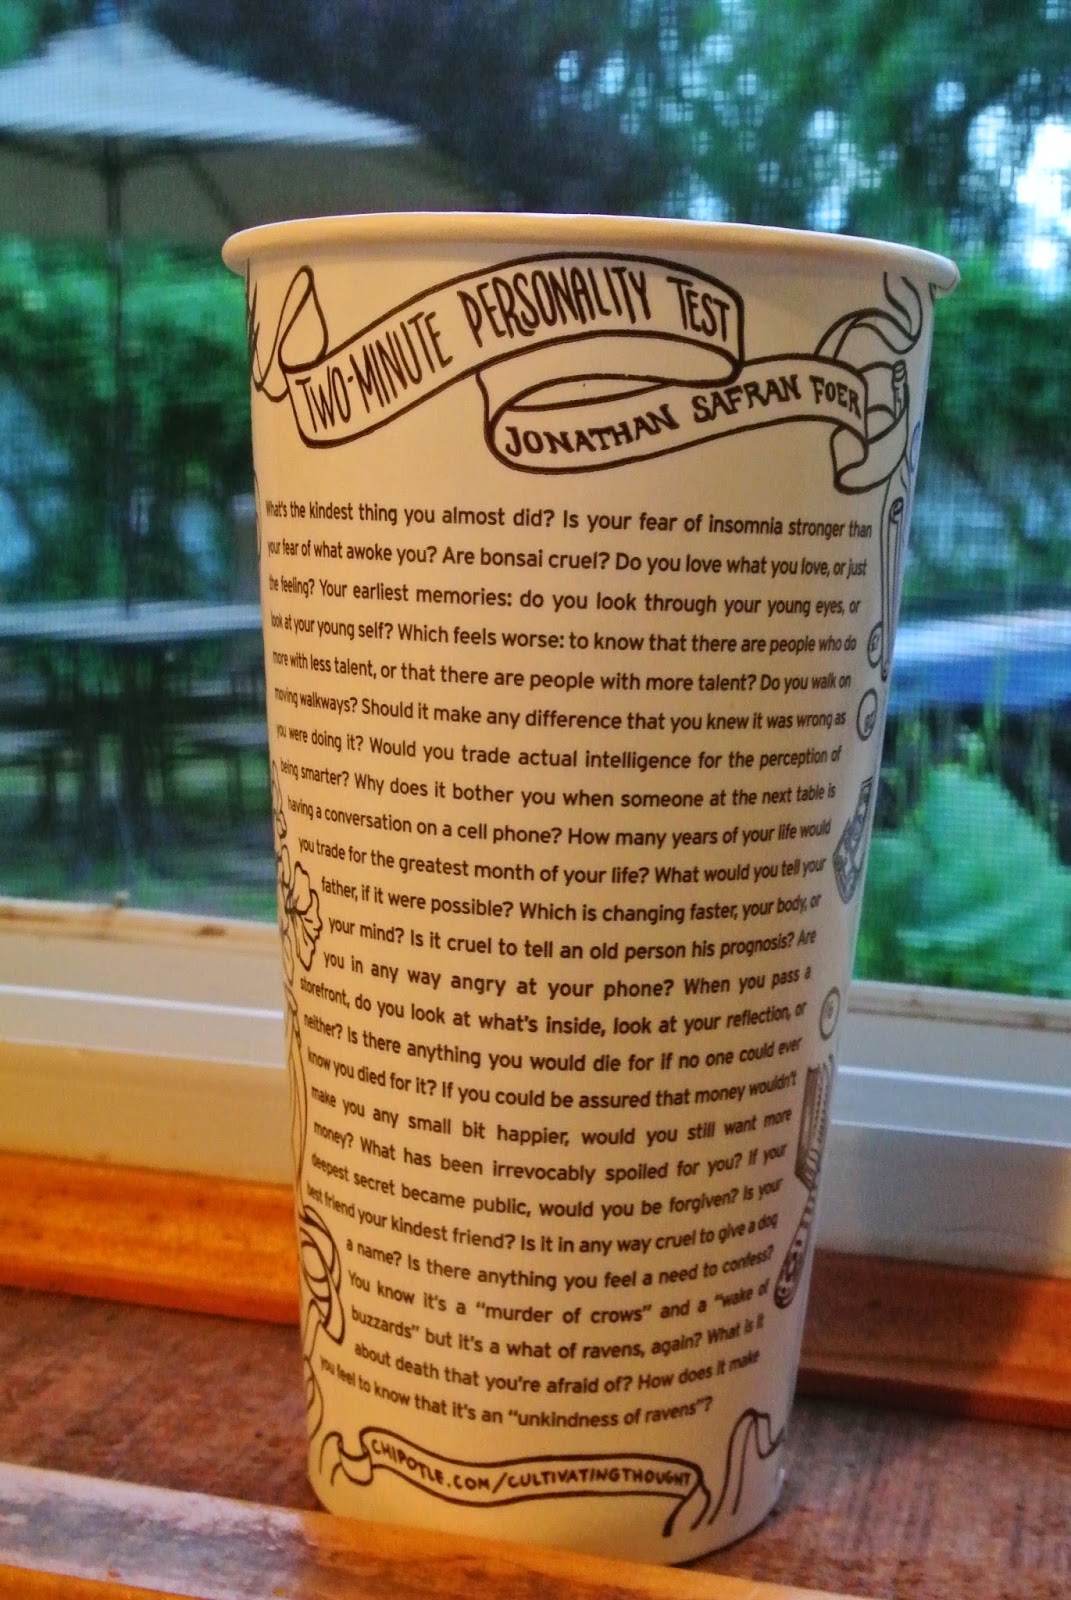 TWO-MINUTE PERSONALITY TEST
JONATHAN SAFRAN FOER
What's the kindest thing you almost did? Is your fear of insomnia stronger than
your fear of what awoke you? Are bonsai cruel? Do you love what you love, or just
the feeling? Your earliest memories: do you look through your young eyes, or
look at your young self? Which feels worse: to know that there are people who do
more with less talent, or that there are people with more talent? Do you walk on
moving walkways? Should it make any difference that you knew it was wrong as
you were doing it? Would you trade actual intelligence for the perception of
being smarter? Why does it bother you when someone at the next table is
having a conversation on a cell phone? How many years of your life would
you trade for the greatest month of your life? What would you tell your
father, if it were possible? Which is changing faster, your body, or
your mind? Is it cruel to tell an old person his prognosis? Are
you in any way angry at your phone? When you pass a
storefront, do you look at what's inside, look at your reflection, or
neither? Is there anything you would die for if no one could ever
know you died for it? If you could be assured that money wouldn't
make you any small bit happier, would you still want more
money? What has been irrevocably spoiled for you? If your
deepest secret became public, would you be forgiven? Is your
best friend your kindest friend? Is it in any way cruel to give a dog
a name? Is there anything you feel a need to confess?
You know it's a "murder of crows" and a "wake of
buzzards" but it's a what of ravens, again? What is it
about death that you're afraid of? How does it make
you feel to know that it's an "unkindness of ravens"?
CHIPOTLE.COM/CULTIVATINGTHOUGHT